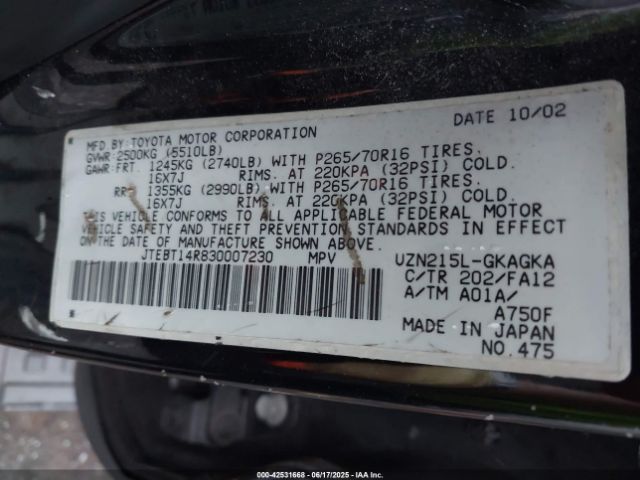 DATE 10/02
MFD BY:TOYOTA MOTOR CORPORATION
GVWR:2500KG (5510LB)
GAWR:FRT 1245KG (2740LB) WITH P265/70R16 TIRES.
16X7J RIMS. AT 220KPA (32PSI) COLD.
RR 1355KG (2990LB) WITH P265/70R16 TIRES.
16X7J RIMS. AT 220KPA (32PSI) COLD.
THIS VEHICLE CONFORMS TO ALL APPLICABLE FEDERAL MOTOR
VEHICLE SAFETY AND THEFT PREVENTION STANDARDS IN EFFECT
ON THE DATE OF MANUFACTURE SHOWN ABOVE.
JTEBT14R830007230 MPV UZN215L-GKAGKA
C/TR 202/FA12
A/TM A01A/
A750F
MADE IN JAPAN
NO.475
000-42531668 - 06/17/2025 - IAA Inc.